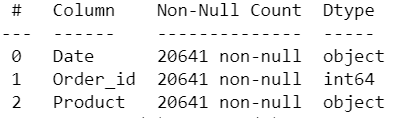 # Column Non-Null Count Dtype
--- ------ -------------- -----
0 Date 20641 non-null object
1 Order_id 20641 non-null int64
2 Product 20641 non-null object